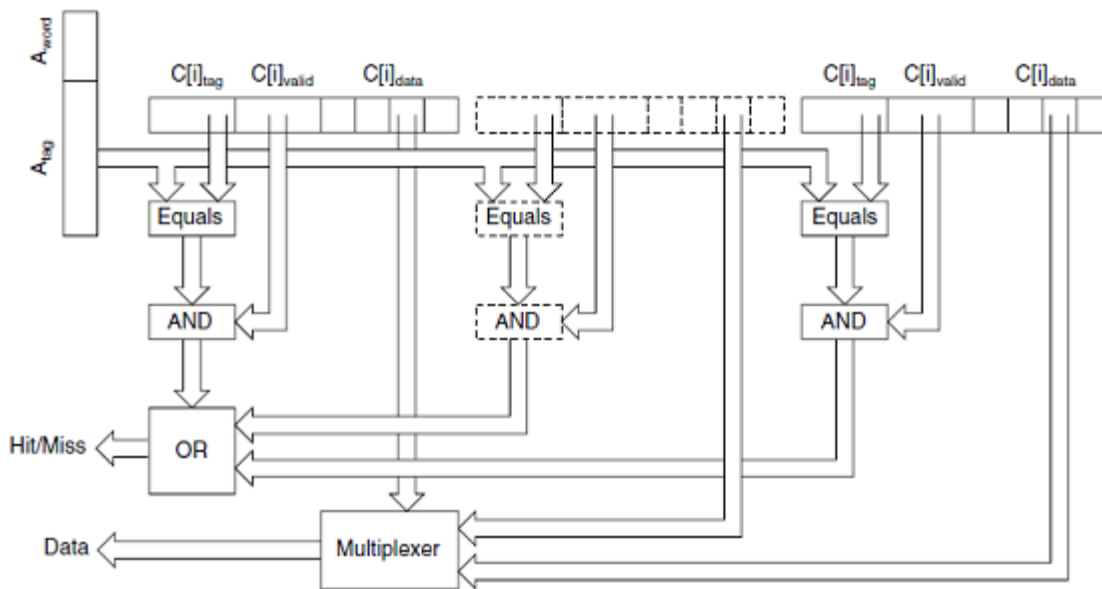 A_word
C[i]_tag C[i]_valid C[i]_data C[i]_tag C[i]_valid C[i]_data
A_tag
Equals Equals Equals
AND AND AND
Hit/Miss OR
Data Multiplexer